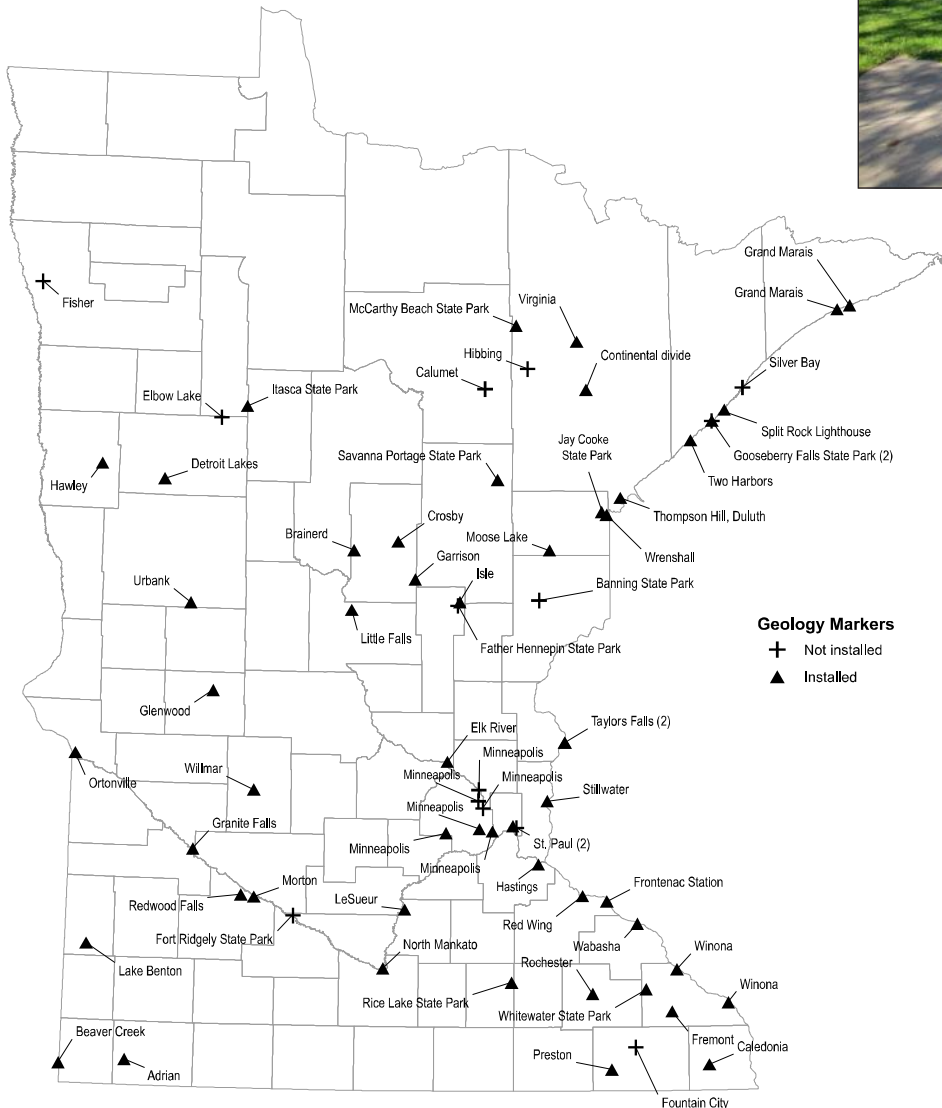 Grand Marais
Grand Marais
Virginia
McCarthy Beach State Park
Fisher
Continental divide
Hibbing
Silver Bay
Calumet
Itasca State Park
Elbow Lake
Split Rock Lighthouse
Jay Cooke
State Park
Gooseberry Falls State Park (2)
Savanna Portage State Park
Detroit Lakes
Two Harbors
Hawley
Thompson Hill, Duluth
Crosby
Brainerd
Moose Lake
Wrenshall
Garrison
Isle
Banning State Park
Urbank
Geology Markers
Not installed
Installed
Little Falls
Father Hennepin State Park
Glenwood
Taylors Falls (2)
Elk River
Minneapolis
Ortonville
Willmar
Minneapolis
Minneapolis
Stillwater
Minneapolis
Granite Falls
St. Paul (2)
Minneapolis
Minneapolis
Hastings
Morton
Frontenac Station
Redwood Falls
LeSueur
Red Wing
Fort Ridgely State Park
North Mankato
Wabasha
Winona
Rochester
Lake Benton
Winona
Rice Lake State Park
Whitewater State Park
Beaver Creek
Fremont
Preston
Caledonia
Adrian
Fountain City